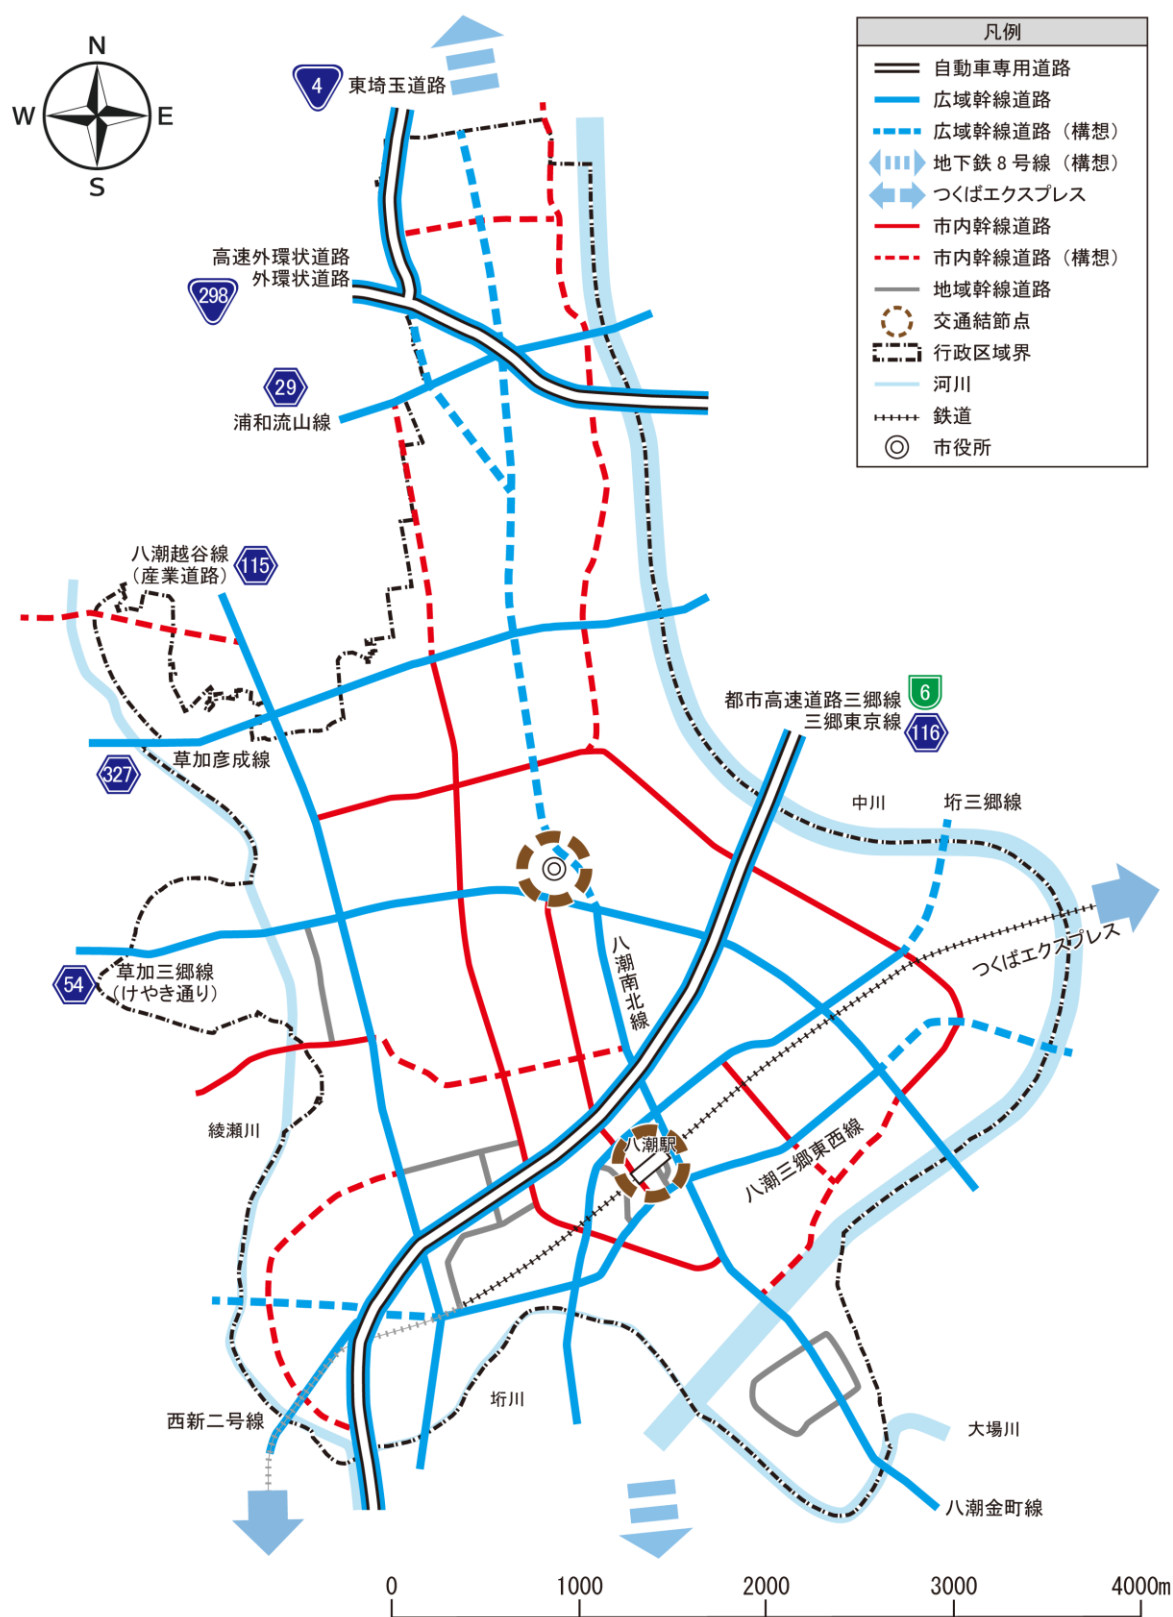 N
W
E
S
4
東埼玉道路
高速外環状道路
外環状道路
298
29
浦和流山線
八潮越谷線
(産業道路)
115
都市高速道路三郷線
三郷東京線
6
116
草加彦成線
327
中川
垳三郷線
つくばエクスプレス
八潮南北線
草加三郷線
(けやき通り)
54
綾瀬川
八潮駅
八潮三郷東西線
垳川
西新二号線
大場川
八潮金町線
凡例
自動車専用道路
広域幹線道路
広域幹線道路（構想）
地下鉄８号線（構想）
つくばエクスプレス
市内幹線道路
市内幹線道路（構想）
地域幹線道路
交通結節点
行政区域界
河川
鉄道
市役所
0 1000 2000 3000 4000m